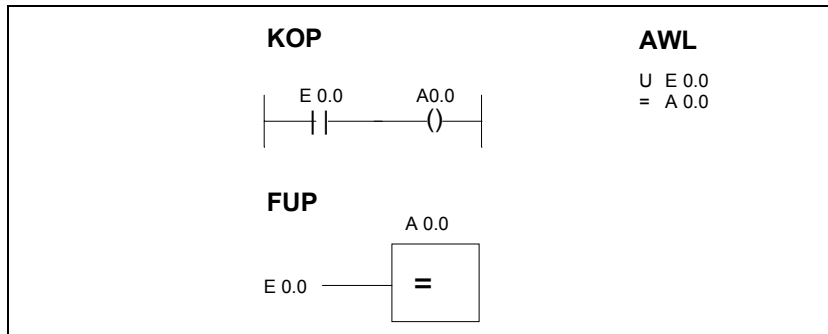 KOP
E 0.0 A0.0
( )
FUP
A 0.0
E 0.0 =
AWL
U E 0.0
= A 0.0